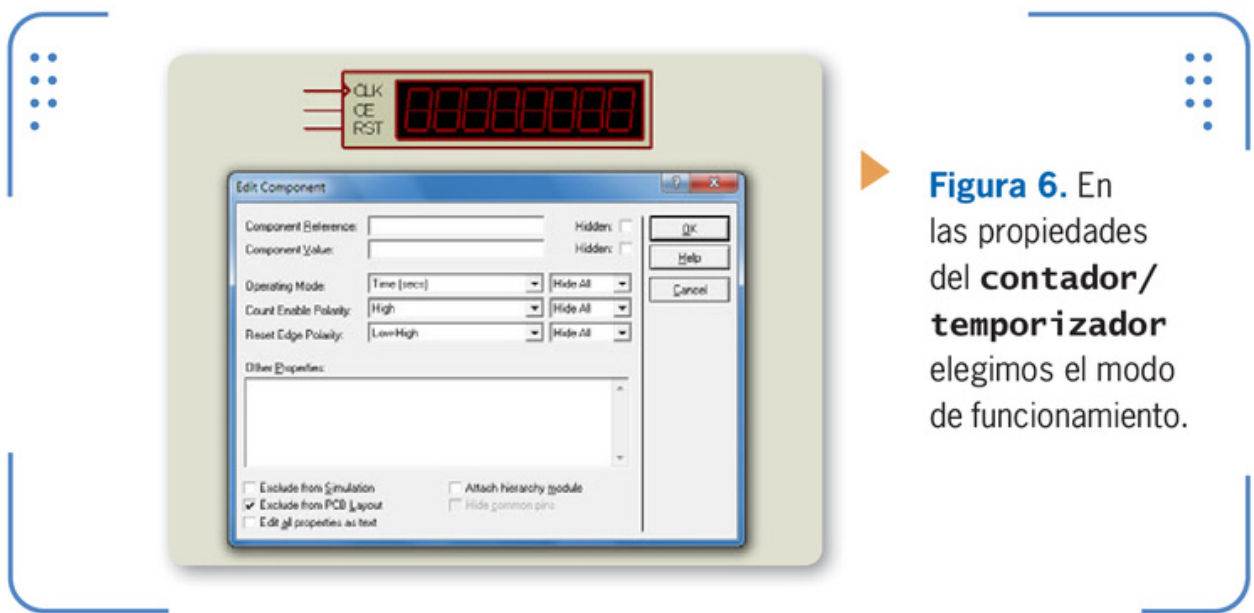 CLK
CE
RST
Edit Component
Component Reference: Hidden:
Component Value: Hidden:
Operating Mode: Time (secs) Hide All
Count Enable Polarity: High Hide All
Reset Edge Polarity: Low-High Hide All
Other Properties:
Exclude from Simulation Attach hierarchy module
Exclude from PCB Layout Hide common pins
Edit all properties as text
OK
Help
Cancel
Figura 6. En
las propiedades
del contador/
temporizador
elegimos el modo
de funcionamiento.